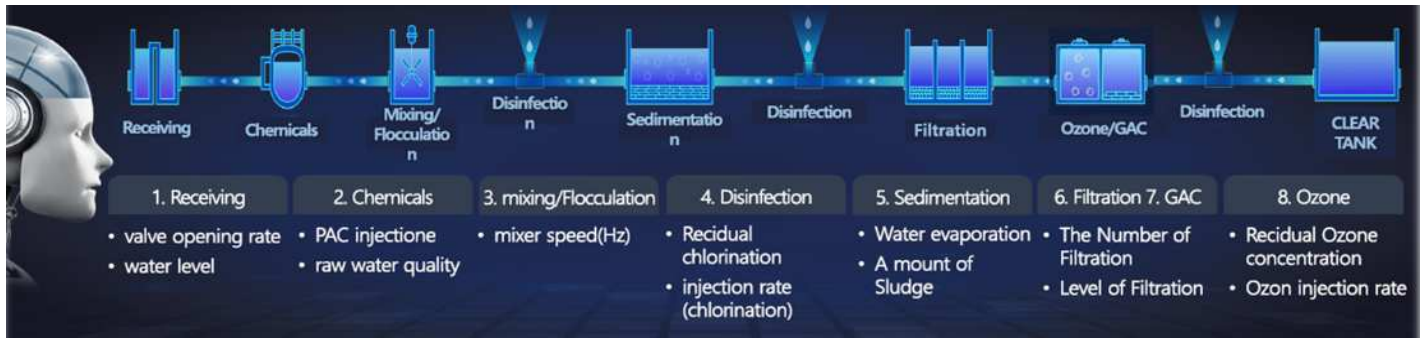 Receiving
Chemicals
Mixing/
Flocculatio
n
Disinfectio
n
Sedimentatio
n
Disinfection
Filtration
Ozone/GAC
Disinfection
CLEAR
TANK
1. Receiving
• valve opening rate
• water level
2. Chemicals
• PAC injectione
• raw water quality
3. mixing/Flocculation
• mixer speed(Hz)
4. Disinfection
• Recidual
chlorination
• injection rate
(chlorination)
5. Sedimentation
• Water evaporation
• A mount of
Sludge
6. Filtration 7. GAC
• The Number of
Filtration
• Level of Filtration
8. Ozone
• Recidual Ozone
concentration
• Ozon injection rate